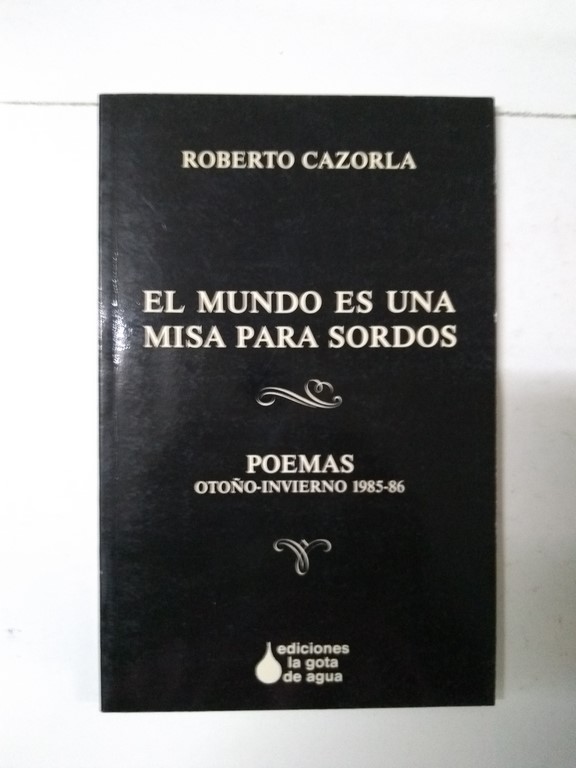 ROBERTO CAZORLA
EL MUNDO ES UNA
MISA PARA SORDOS
POEMAS
OTOÑO-INVIERNO 1985-86
ediciones
la gota
de agua